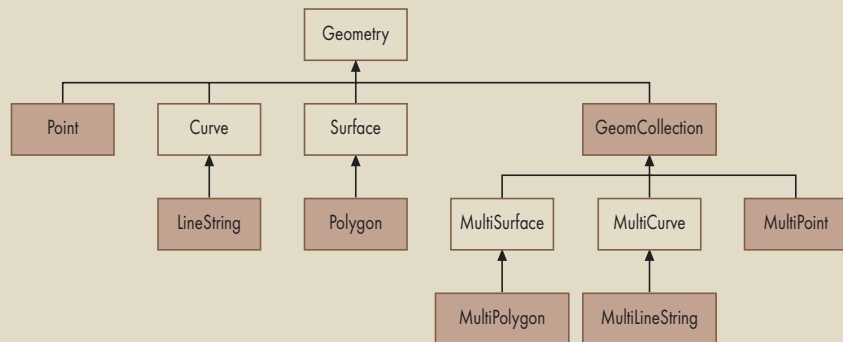 Geometry
Point
Curve
Surface
GeomCollection
LineString
Polygon
MultiSurface
MultiCurve
MultiPoint
MultiPolygon
MultiLineString